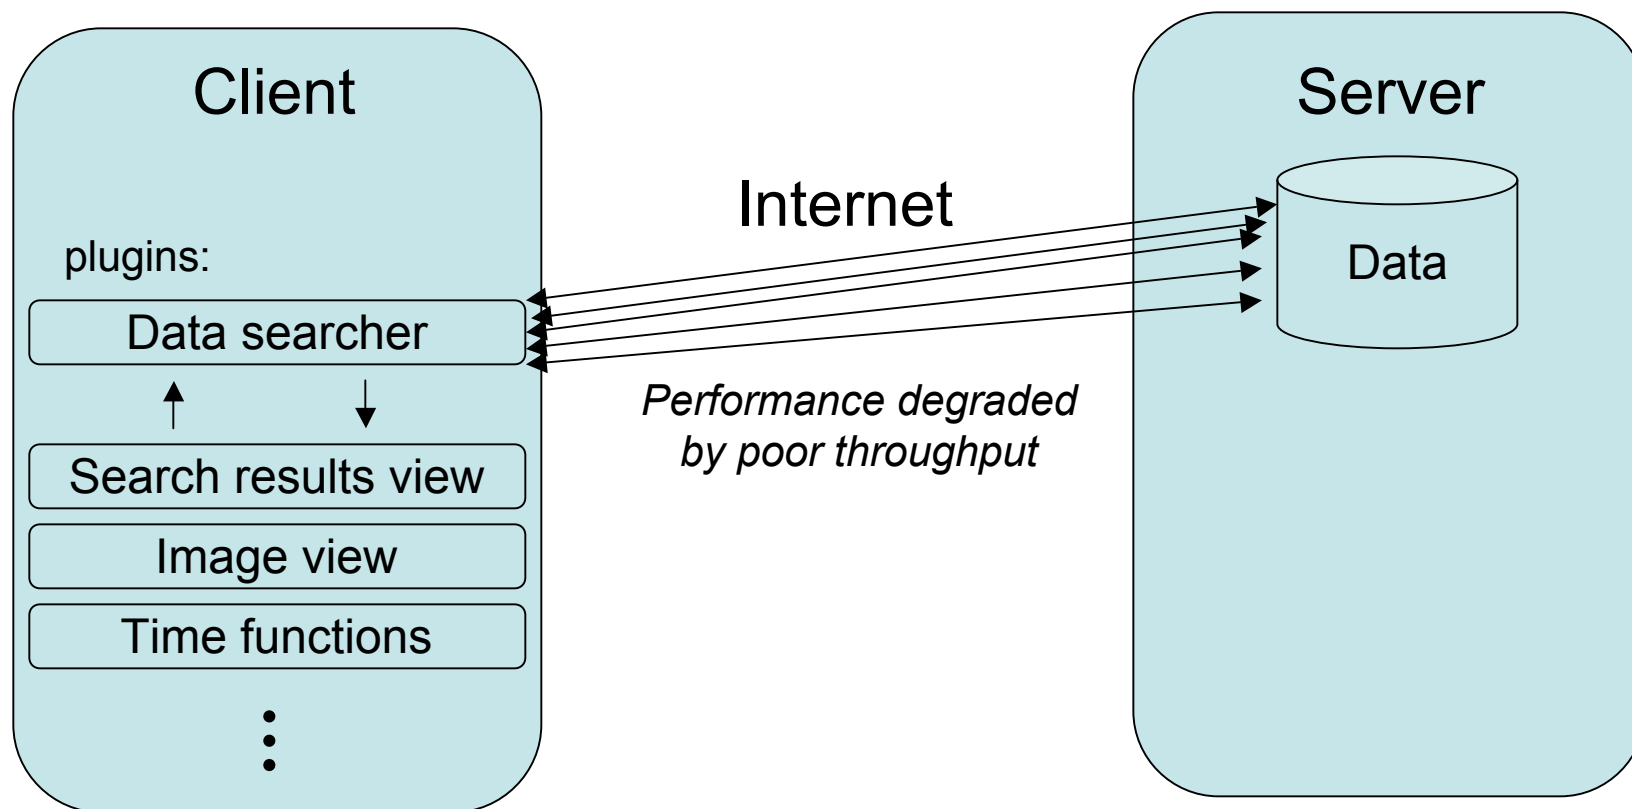 Client
plugins:
Data searcher
Search results view
Image view
Time functions
Internet
Performance degraded
by poor throughput
Server
Data